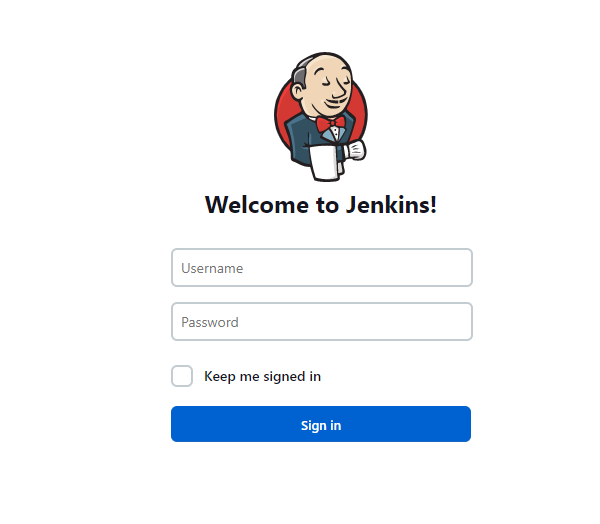 Welcome to Jenkins!
Username
Password
Keep me signed in
Sign in